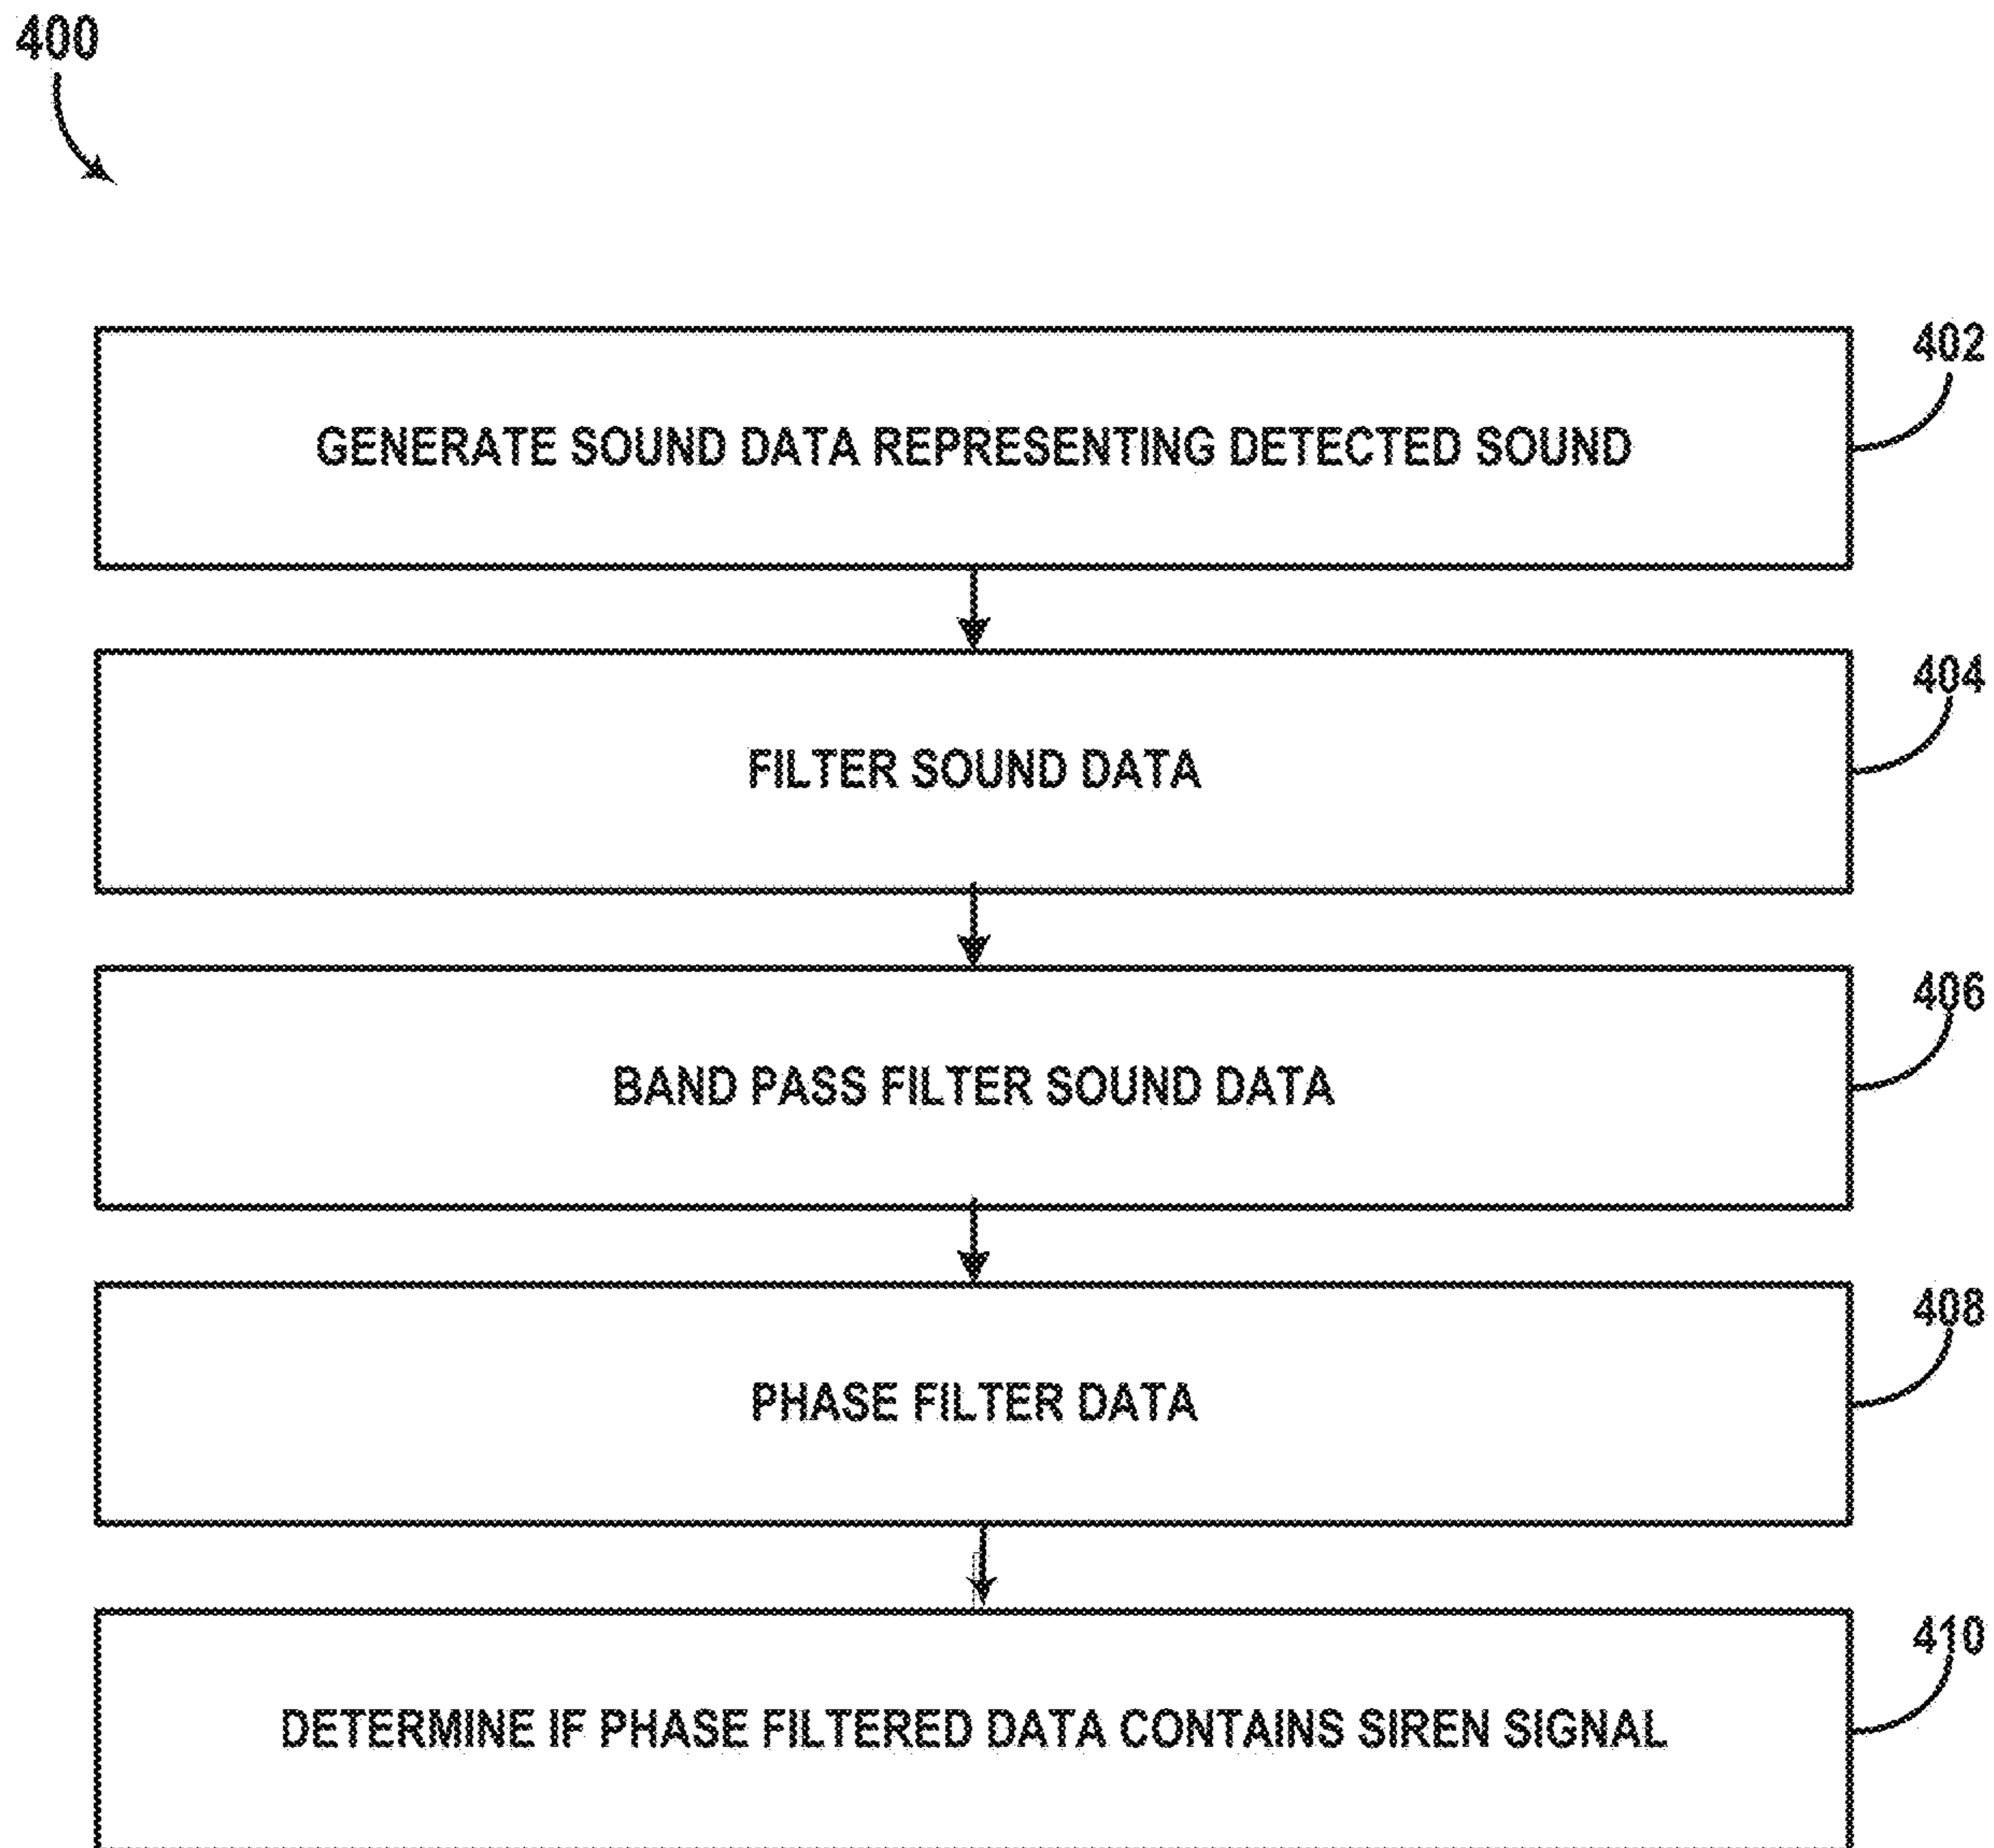 400
402
GENERATE SOUND DATA REPRESENTING DETECTED SOUND
404
FILTER SOUND DATA
406
BAND PASS FILTER SOUND DATA
408
PHASE FILTER DATA
410
DETERMINE IF PHASE FILTERED DATA CONTAINS SIREN SIGNAL